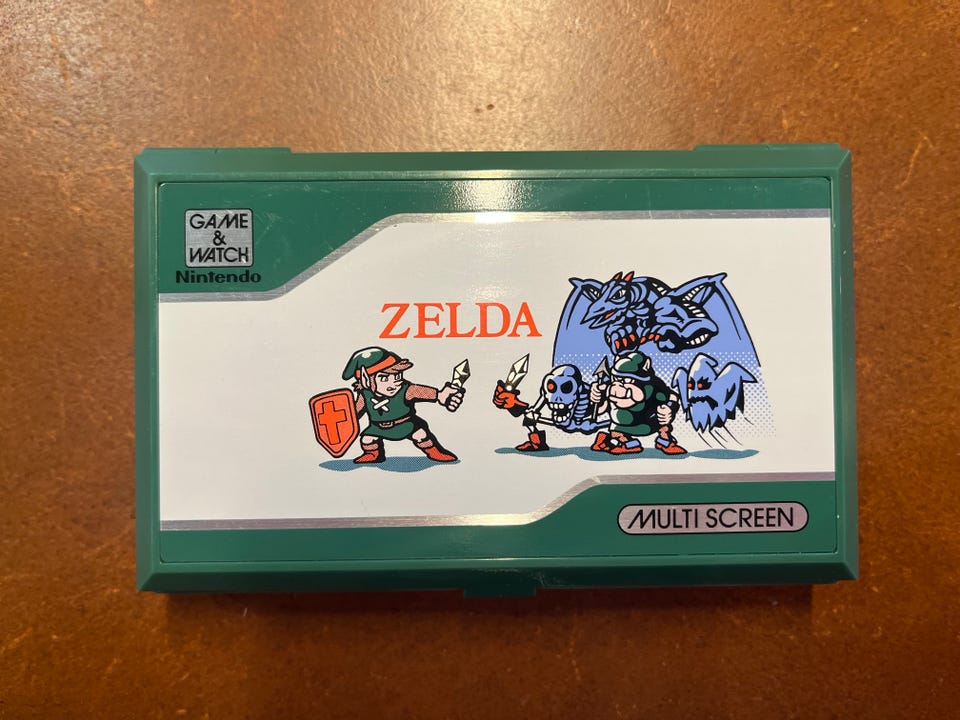 GAME
&
WATCH
Nintendo
ZELDA
MULTI SCREEN